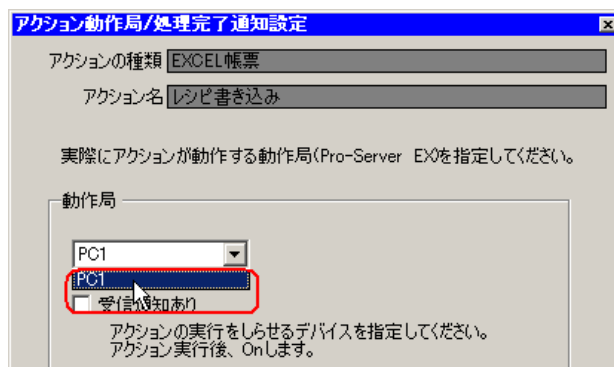 アクション動作局/処理完了通知設定
アクションの種類 EXCEL帳票
アクション名 レシピ書き込み
実際にアクションが動作する動作局(Pro-Server EX)を指定してください。
動作局
PC1
PC1
受信通知あり
アクションの実行をしらせるデバイスを指定してください。
アクション実行後、Onします。